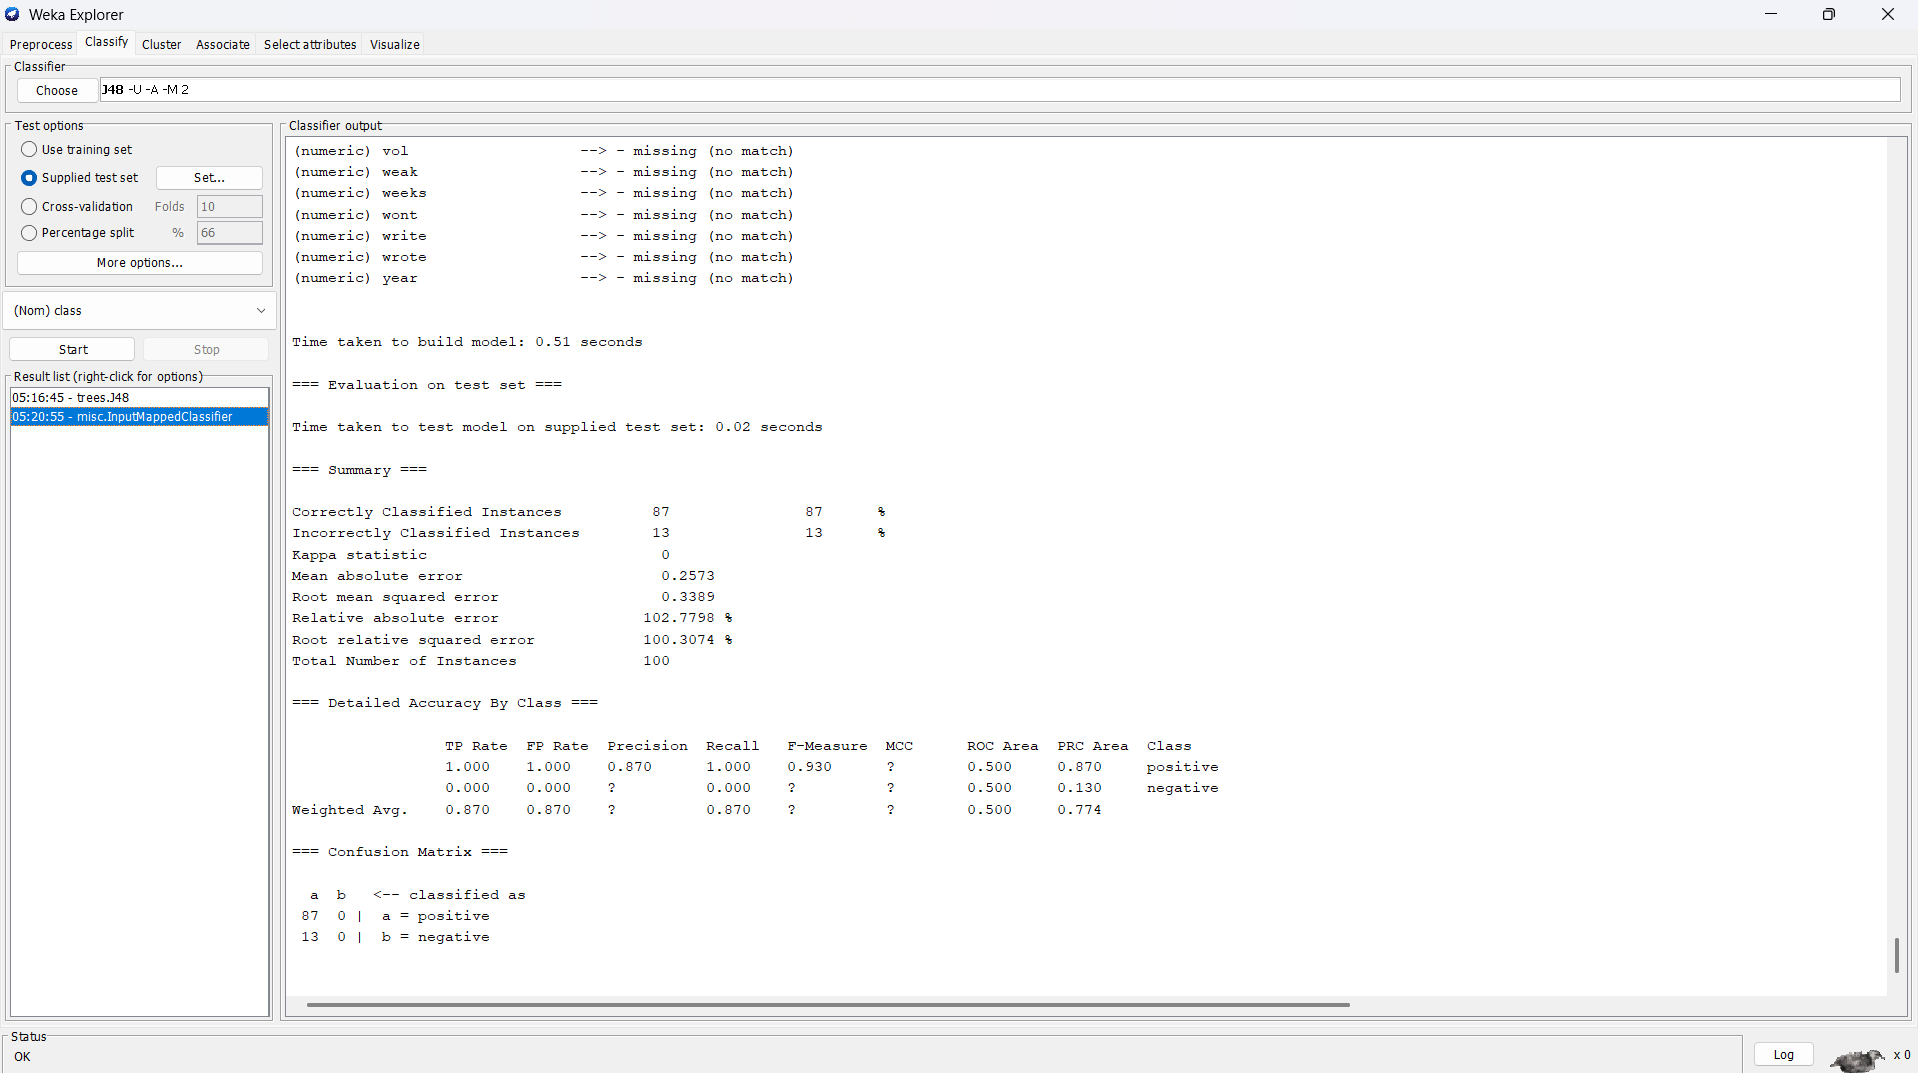 Weka Explorer
Preprocess Classify Cluster Associate Select attributes Visualize
Classifier
Choose J48 -U -A -M 2
Test options
Use training set
Supplied test set Set...
Cross-validation Folds 10
Percentage split % 66
More options...
(Nom) class
Start Stop
Result list (right-click for options)
05:16:45 - trees.J48
05:20:55 - misc.InputMappedClassifier
Classifier output
(numeric) vol --> - missing (no match)
(numeric) weak --> - missing (no match)
(numeric) weeks --> - missing (no match)
(numeric) wont --> - missing (no match)
(numeric) write --> - missing (no match)
(numeric) wrote --> - missing (no match)
(numeric) year --> - missing (no match)
Time taken to build model: 0.51 seconds
=== Evaluation on test set ===
Time taken to test model on supplied test set: 0.02 seconds
=== Summary ===
Correctly Classified Instances 87 87 %
Incorrectly Classified Instances 13 13 %
Kappa statistic 0
Mean absolute error 0.2573
Root mean squared error 0.3389
Relative absolute error 102.7798 %
Root relative squared error 100.3074 %
Total Number of Instances 100
=== Detailed Accuracy By Class ===
TP Rate FP Rate Precision Recall F-Measure MCC ROC Area PRC Area Class
1.000 1.000 0.870 1.000 0.930 ? 0.500 0.870 positive
0.000 0.000 ? 0.000 ? ? 0.500 0.130 negative
Weighted Avg. 0.870 0.870 ? 0.870 ? ? 0.500 0.774
=== Confusion Matrix ===
a b <-- classified as
87 0 | a = positive
13 0 | b = negative
Status
OK
Log x 0